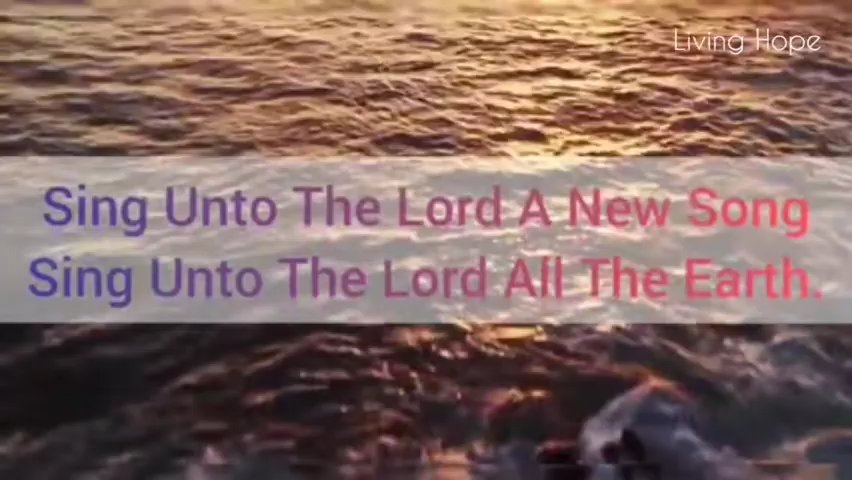 Living Hope
Sing Unto The Lord A New Song
Sing Unto The Lord All The Earth.